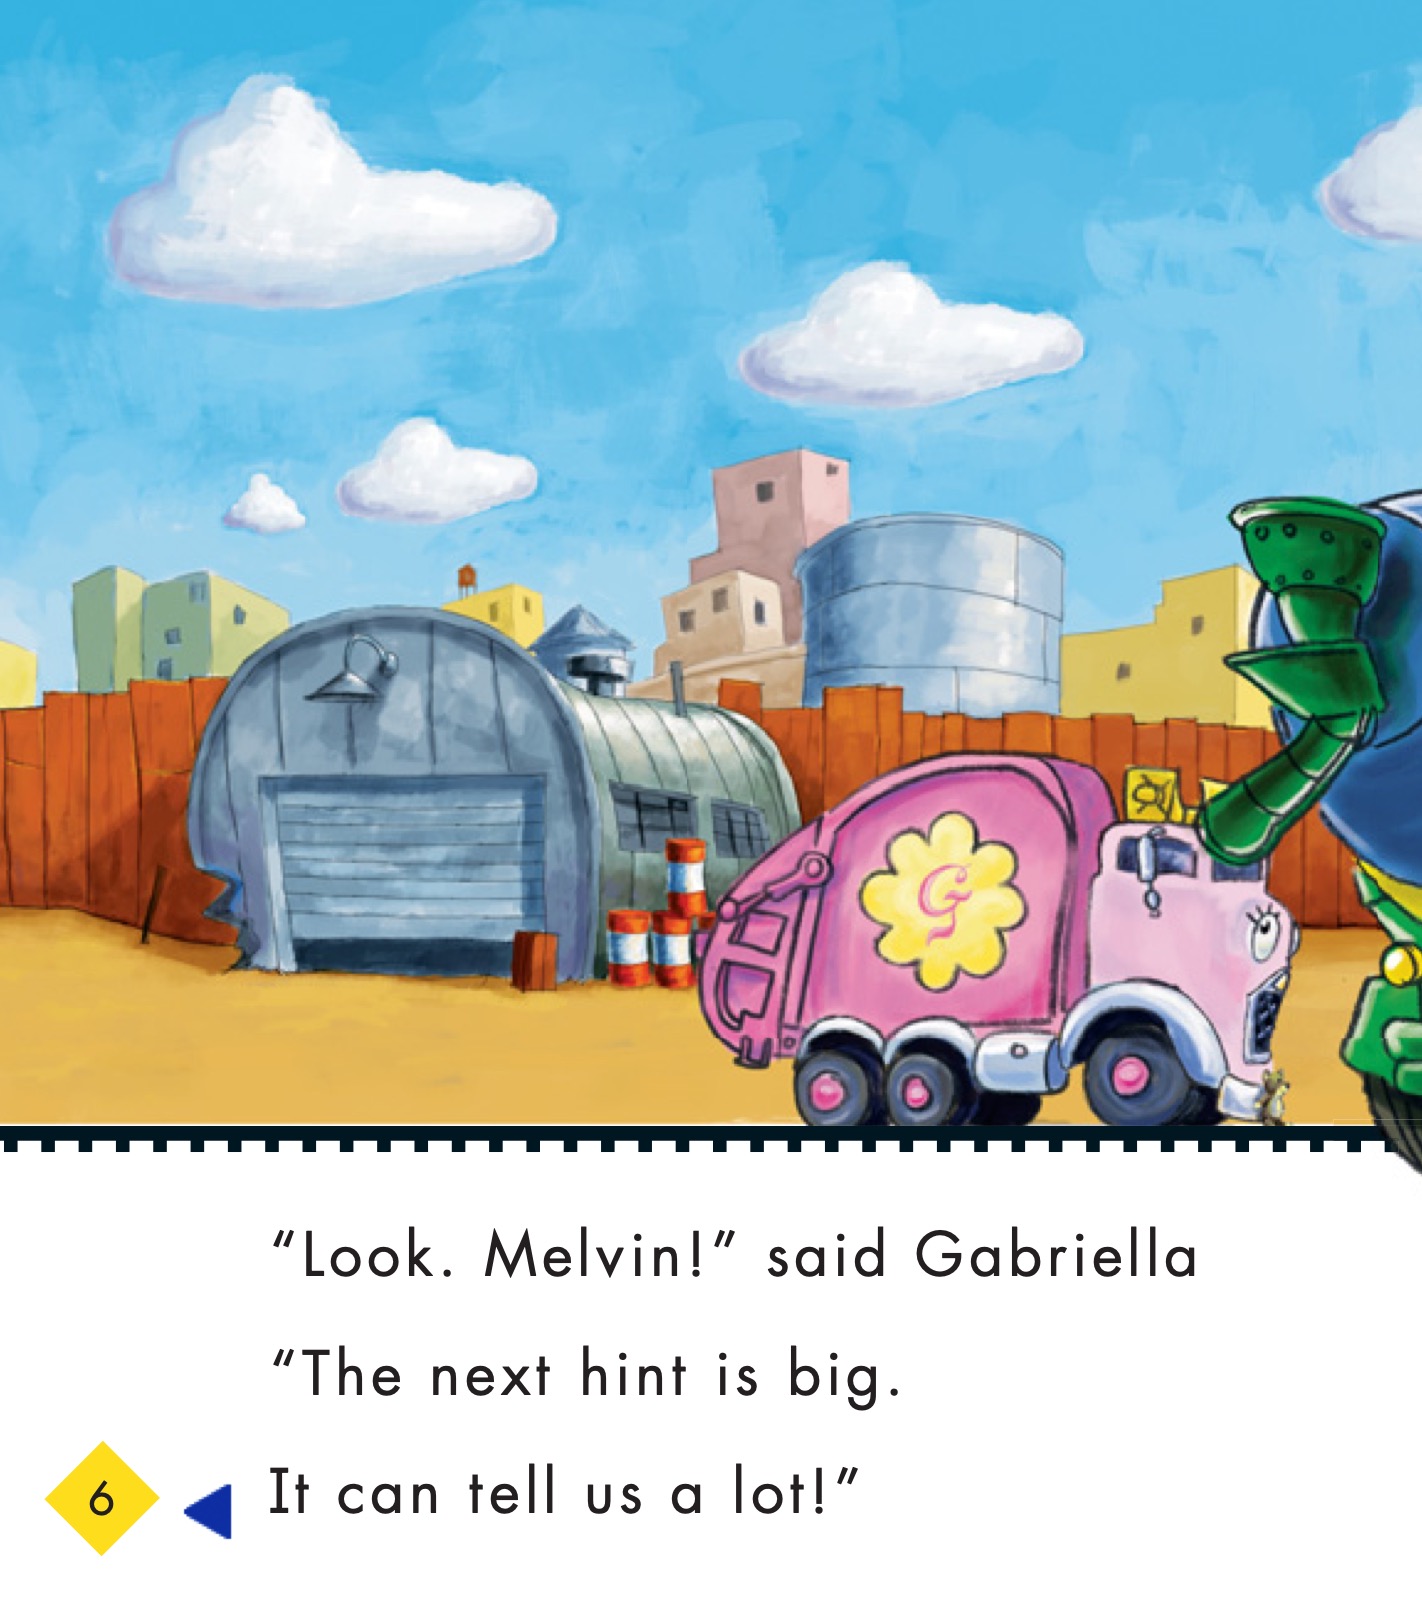 G
“Look. Melvin!” said Gabriella
“The next hint is big.
It can tell us a lot!”
6